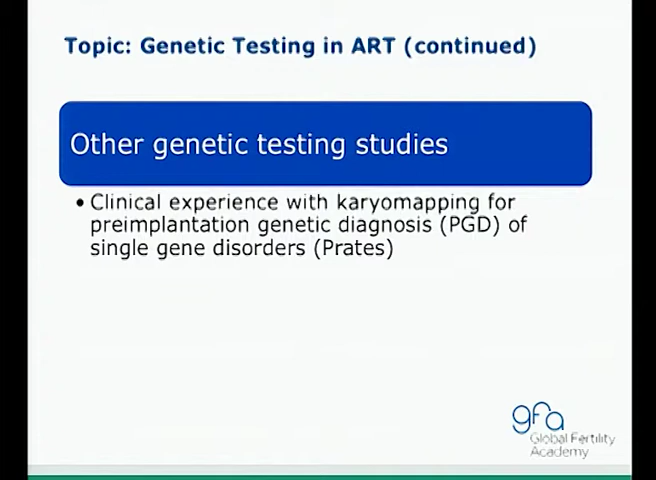 Topic: Genetic Testing in ART (continued)
Other genetic testing studies
• Clinical experience with karyomapping for
preimplantation genetic diagnosis (PGD) of
single gene disorders (Prates)
gfa
Global Fertility
Academy